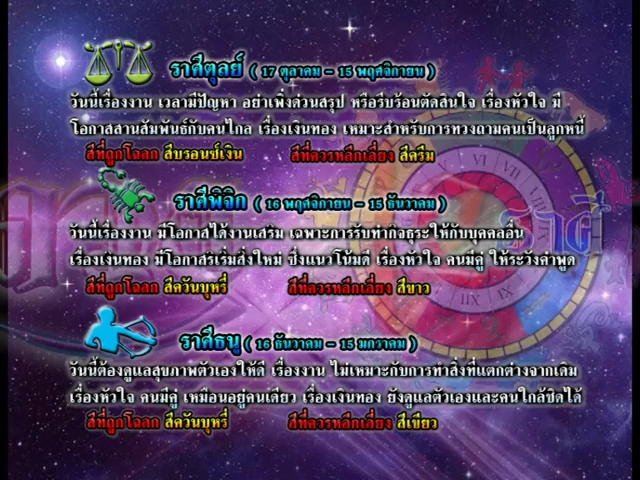 ราศีตุลย์ ( 17 ตุลาคม - 15 พฤศจิกายน )
วันนี้เรื่องงาน เวลามีปัญหา อย่าเพิ่งด่วนสรุป หรือรีบร้อนตัดสินใจ เรื่องหัวใจ มี
โอกาสสานสัมพันธ์กับคนไกล เรื่องเงินทอง เหมาะสำหรับการทวงถามคนเป็นลูกหนี้
สีที่ถูกโฉลก สีบรอนซ์เงิน สีที่ควรหลีกเลี่ยง สีครีม
ราศีพิจิก ( 16 พฤศจิกายน - 15 ธันวาคม )
วันนี้เรื่องงาน มีโอกาสได้งานเสริม เฉพาะการรับทำกิจธุระให้กับบุคคลอื่น
เรื่องเงินทอง มีโอกาสเริ่มสิ่งใหม่ ซึ่งแนวโน้มดี เรื่องหัวใจ คนมีคู่ ให้ระวังคำพูด
สีที่ถูกโฉลก สีควันบุหรี่ สีที่ควรหลีกเลี่ยง สีขาว
ราศี
ราศีธนู ( 16 ธันวาคม - 15 มกราคม )
วันนี้ต้องดูแลสุขภาพตัวเองให้ดี เรื่องงาน ไม่เหมาะกับการทำสิ่งที่แตกต่างจากเดิม
เรื่องหัวใจ คนมีคู่ เหมือนอยู่คนเดียว เรื่องเงินทอง ยังดูแลตัวเองและคนใกล้ชิดได้
สีที่ถูกโฉลก สีควันบุหรี่ สีที่ควรหลีกเลี่ยง สีเขียว